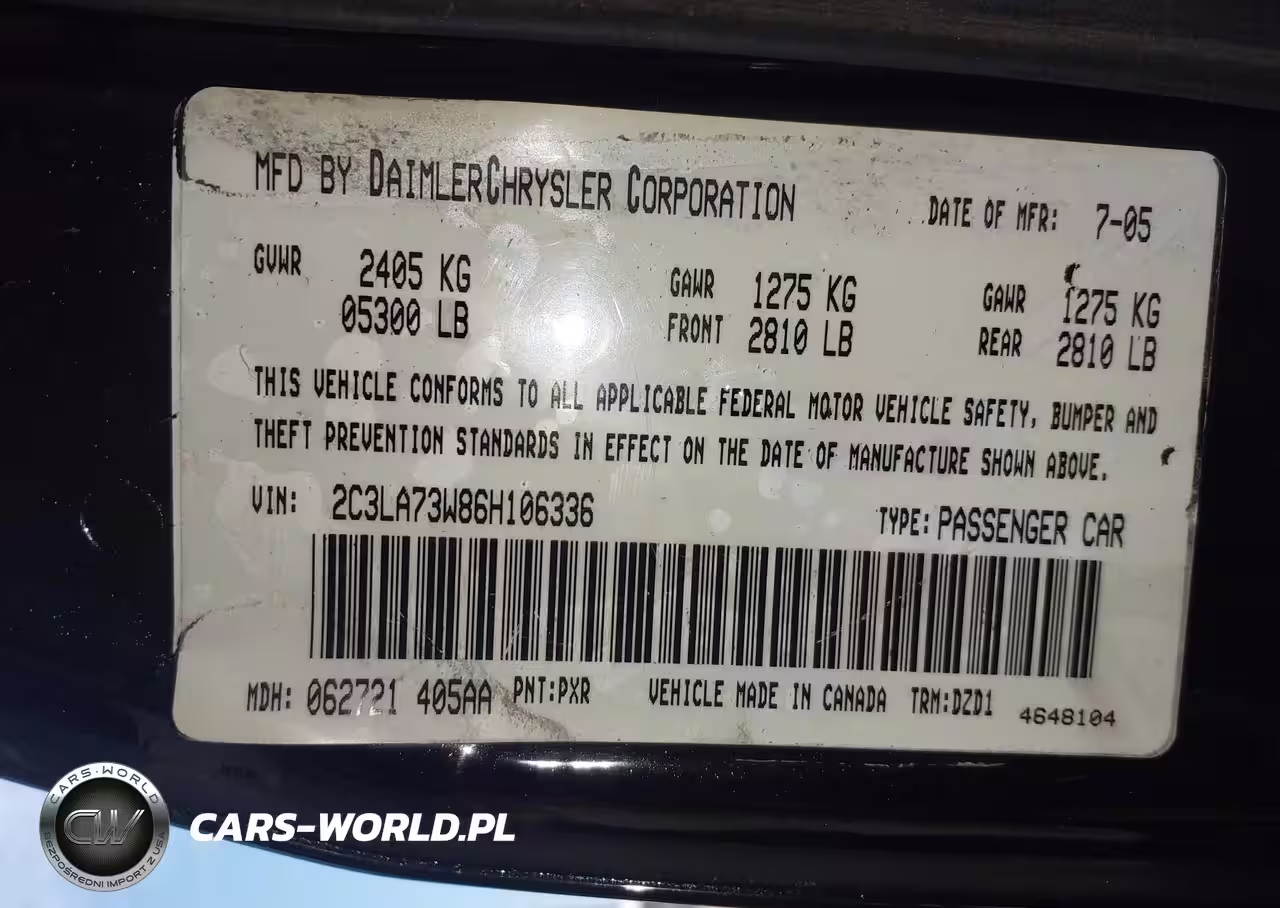 MFD BY DAIMLERCHRYSLER CORPORATION DATE OF MFR: 7-05
GVWR 2405 KG GAWR 1275 KG GAWR 1275 KG
05300 LB FRONT 2810 LB REAR 2810 LB
THIS VEHICLE CONFORMS TO ALL APPLICABLE FEDERAL MOTOR VEHICLE SAFETY, BUMPER AND
THEFT PREVENTION STANDARDS IN EFFECT ON THE DATE OF MANUFACTURE SHOWN ABOVE.
VIN: 2C3LA73W86H106336 TYPE: PASSENGER CAR
MDH: 062721 405AA PNT:PXR VEHICLE MADE IN CANADA TRM:DZD1 4648104
CARS-WORLD
CW
BEZPOŚREDNI IMPORT Z USA
CARS-WORLD.PL